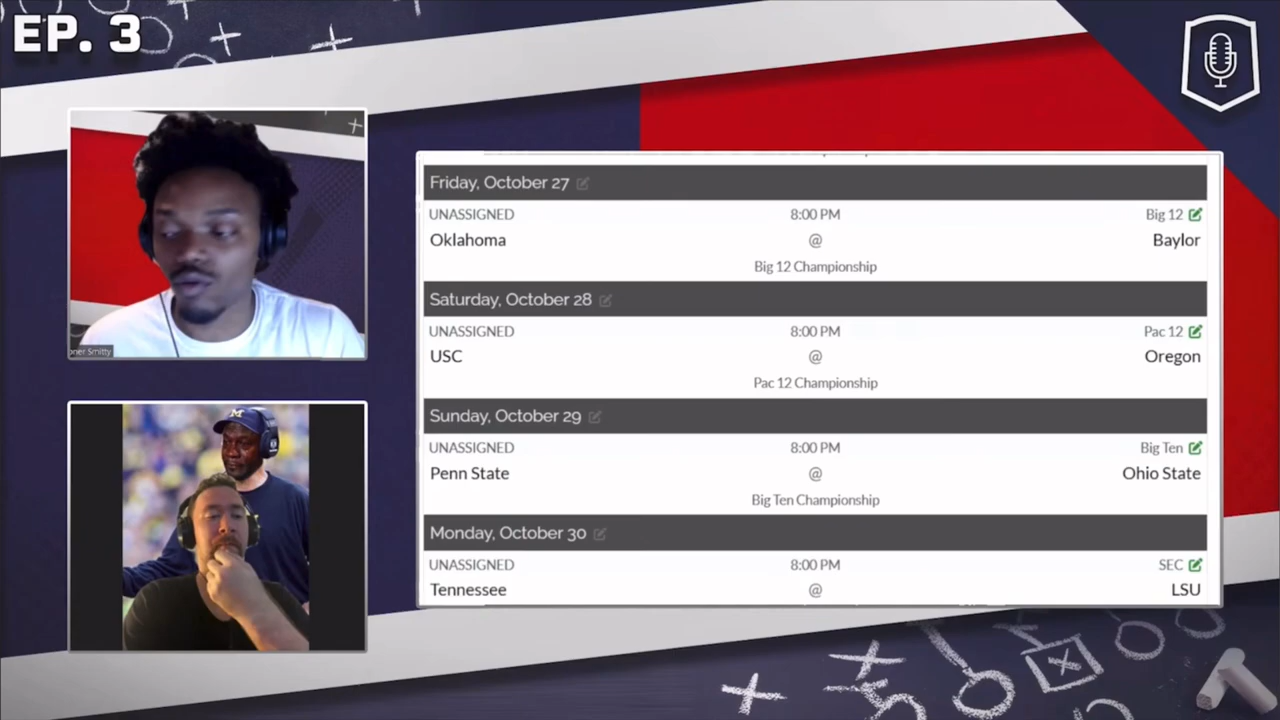 EP. 3
Friday, October 27
UNASSIGNED 8:00 PM Big 12
Oklahoma @ Baylor
Big 12 Championship
Saturday, October 28
UNASSIGNED 8:00 PM Pac 12
USC @ Oregon
Pac 12 Championship
Sunday, October 29
UNASSIGNED 8:00 PM Big Ten
Penn State @ Ohio State
Big Ten Championship
Monday, October 30
UNASSIGNED 8:00 PM SEC
Tennessee @ LSU
oner Smitty
M